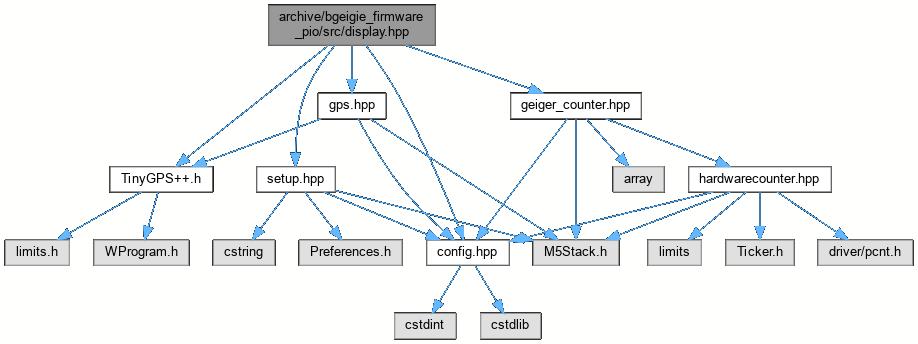 archive/bgeigie_firmware
_pio/src/display.hpp
gps.hpp
geiger_counter.hpp
TinyGPS++.h
setup.hpp
array
hardwarecounter.hpp
limits.h
WProgram.h
cstring
Preferences.h
config.hpp
M5Stack.h
limits
Ticker.h
driver/pcnt.h
cstdint
cstdlib